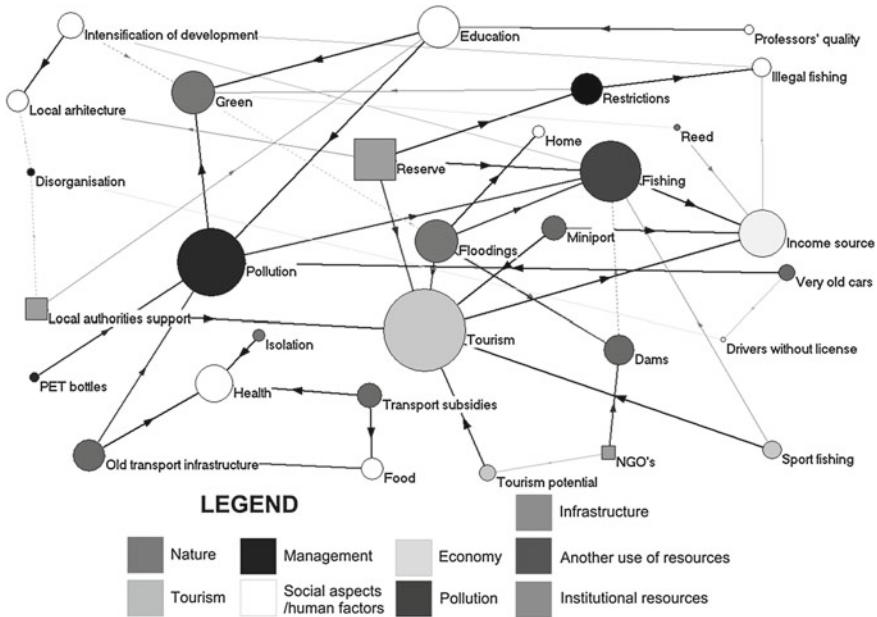 Intensification of development
Education
Professors' quality
Illegal fishing
Green
Restrictions
Local arhitecture
Home
Reed
Reserve
Disorganisation
Fishing
Floodings
Miniport
Income source
Pollution
Very old cars
Local authorities support
Tourism
Isolation
Drivers without license
Dams
PET bottles
Health
Transport subsidies
Old transport infrastructure
Food
Tourism potential
NGO's
Sport fishing
LEGEND
Infrastructure
Nature
Management
Economy
Another use of resources
Tourism
Social aspects
/human factors
Pollution
Institutional resources